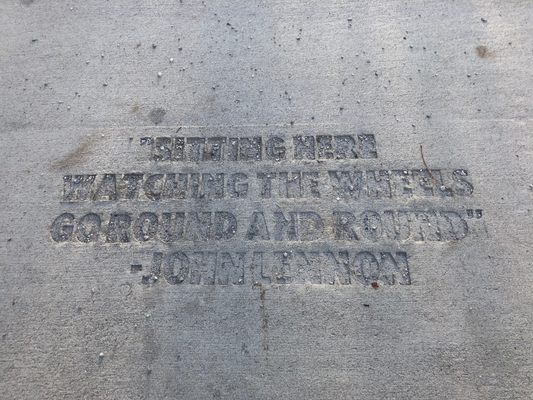 "SITTING HERE
WATCHING THE WHEELS
GO ROUND AND ROUND"
-JOHN LENNON